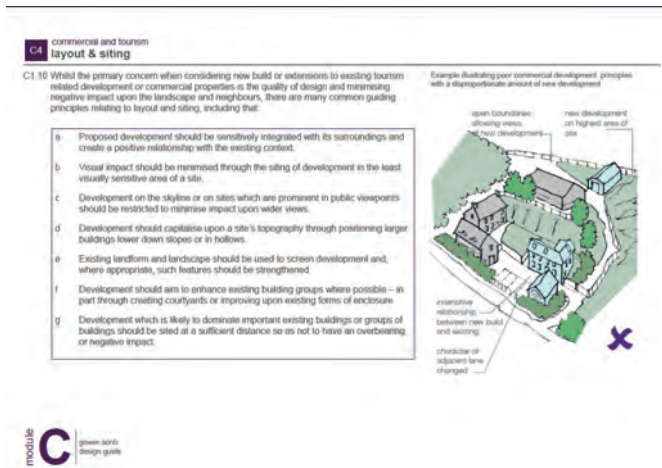 C4
commercial and tourism
layout & siting
C1.10 Whilst the primary concern when considering new build or extensions to existing tourism
related development or commercial properties is the quality of design and minimising
negative impact upon the landscape and neighbours, there are many common guiding
principles relating to layout and siting, including that:
a Proposed development should be sensitively integrated with its surroundings and
create a positive relationship with the existing context.
b Visual impact should be minimised through the siting of development in the least
visually sensitive area of a site.
c Development on the skyline or on sites which are prominent in public viewpoints
should be restricted to minimise impact upon wider views.
d Development should capitalise upon a site's topography through positioning larger
buildings lower down slopes or in hollows.
e Existing landform and landscape should be used to screen development and,
where appropriate, such features should be strengthened.
f Development should aim to enhance existing building groups where possible – in
part through creating courtyards or improving upon existing forms of enclosure.
g Development which is likely to dominate important existing buildings or groups of
buildings should be sited at a sufficient distance so as not to have an overbearing
or negative impact.
Example illustrating poor commercial development principles
with a disproportionate amount of new development
open boundaries
allowing views
of new development
new development
on highest area of
site
insensitive
relationship
between new build
and existing
character of
adjacent lane
changed
module
C
gower aonb
design guide